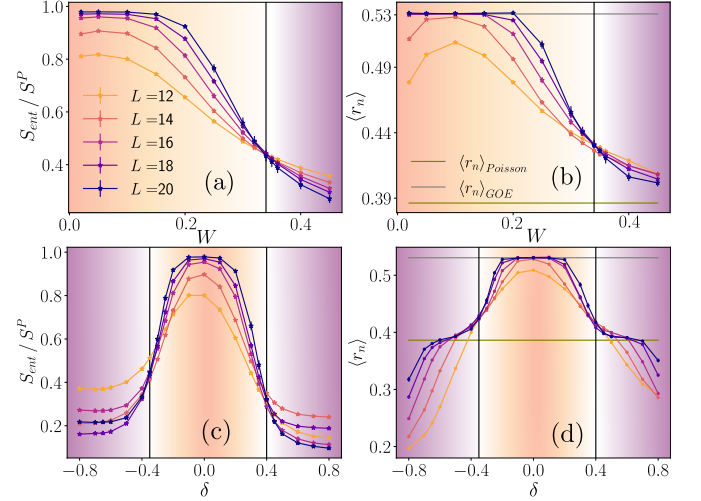 S_ent / S^P
1.0
0.8
0.6
0.4
L =12
L =14
L =16
L =18
L =20
(a)
0.0
0.2
0.4
W
⟨r_n⟩
0.53
0.49
0.44
0.39
⟨r_n⟩_Poisson
⟨r_n⟩_GOE
(b)
0.0
0.2
0.4
W
S_ent / S^P
1.0
0.8
0.6
0.4
0.2
(c)
−0.8
−0.4
0.0
0.4
0.8
δ
⟨r_n⟩
0.5
0.4
0.3
0.2
(d)
−0.8
−0.4
0.0
0.4
0.8
δ